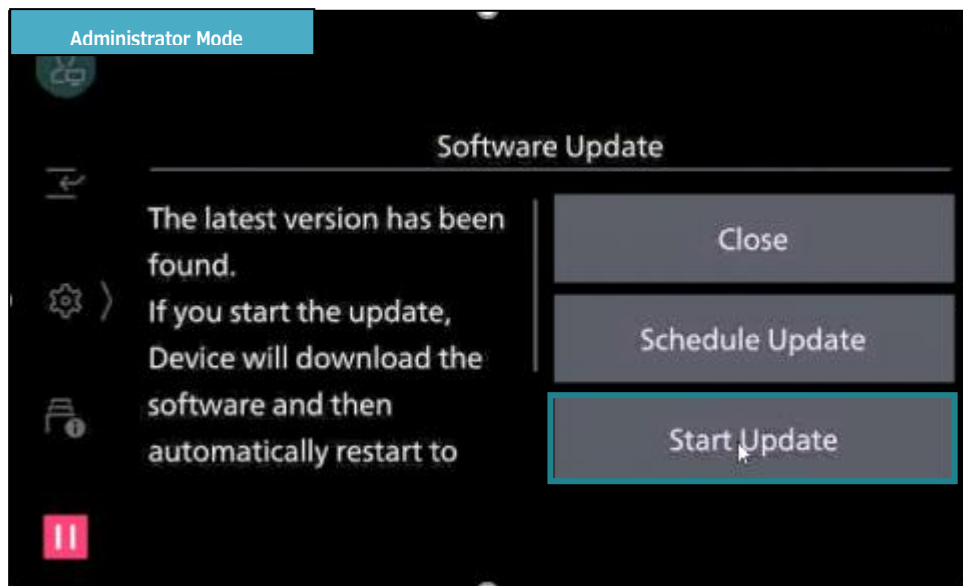 Administrator Mode
Software Update
The latest version has been
found.
If you start the update,
Device will download the
software and then
automatically restart to
Close
Schedule Update
Start Update